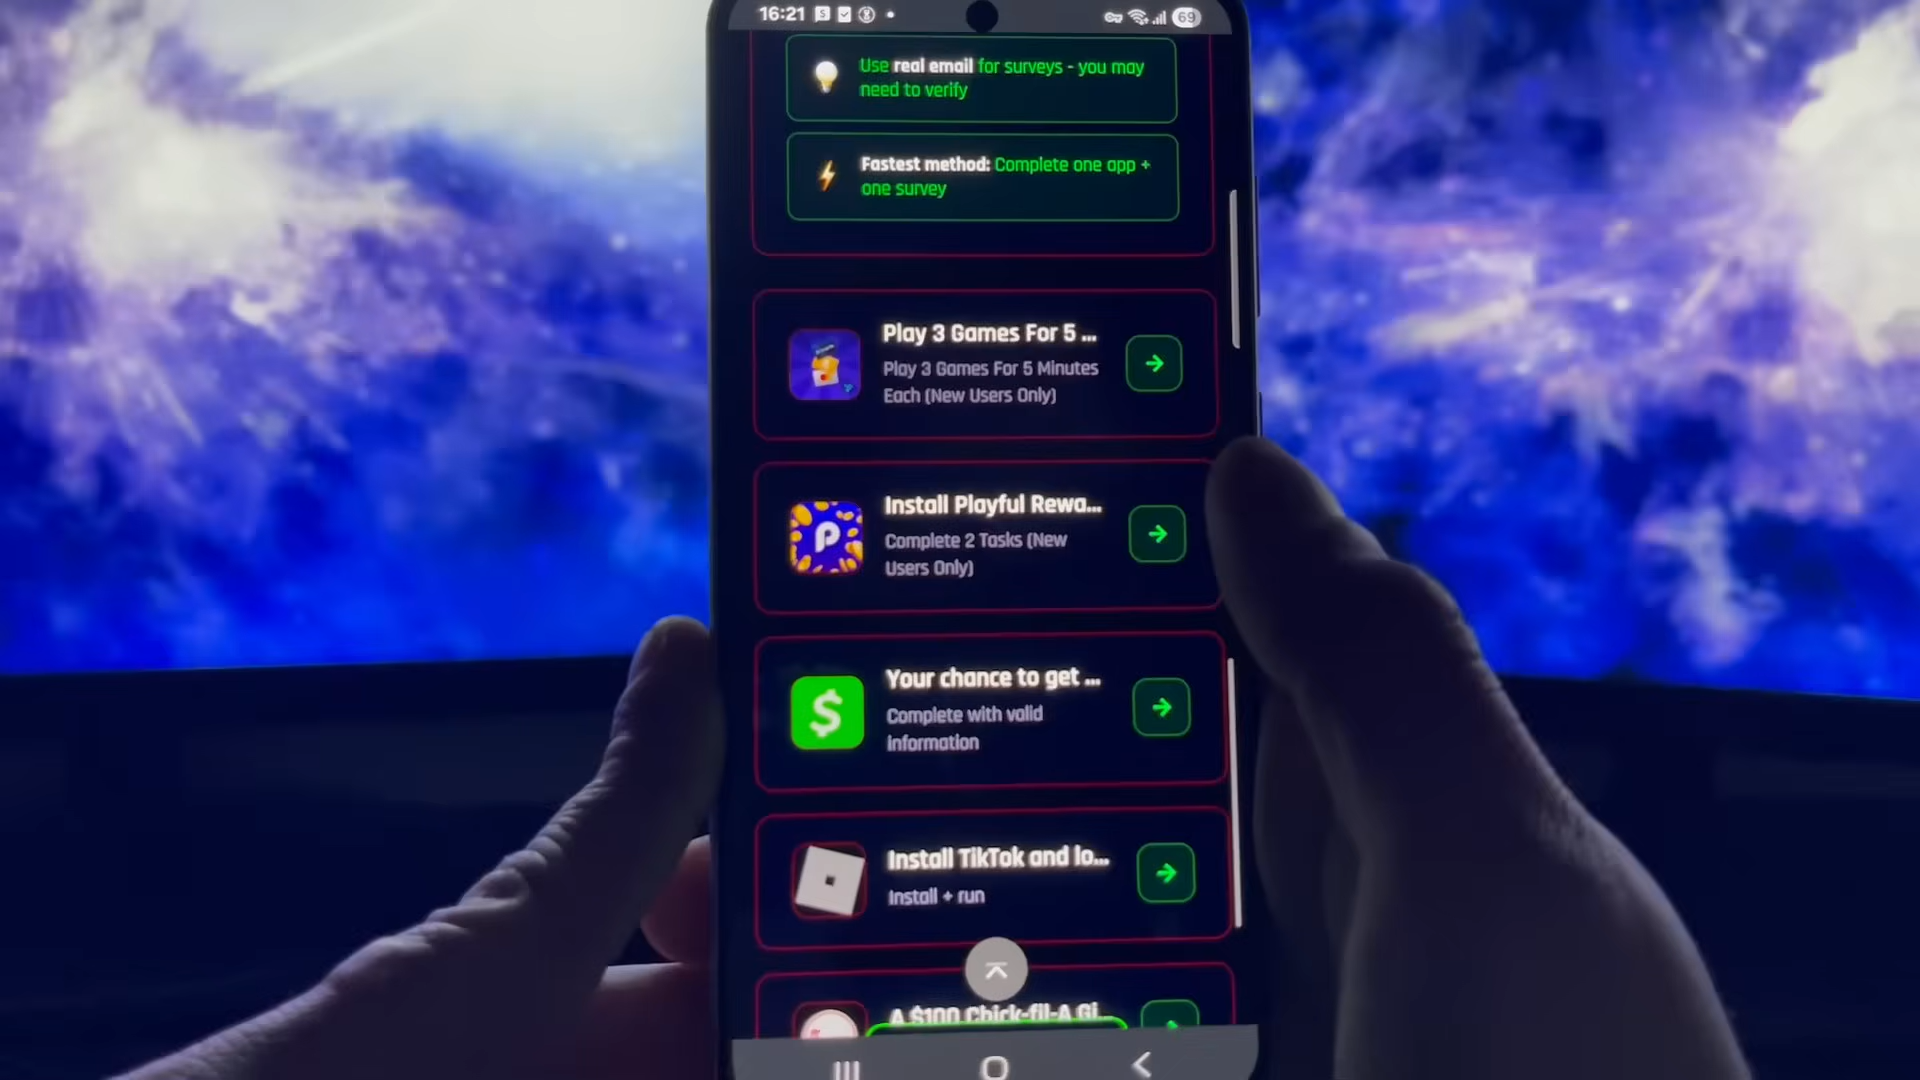 16:21
69
Use real email for surveys - you may
need to verify
Fastest method: Complete one app +
one survey
Play 3 Games For 5 ...
Play 3 Games For 5 Minutes
Each (New Users Only)
Install Playful Rewa...
Complete 2 Tasks (New
Users Only)
Your chance to get ...
Complete with valid
information
Install TikTok and lo...
Install + run
A $100 Chick-fil-A Gi...